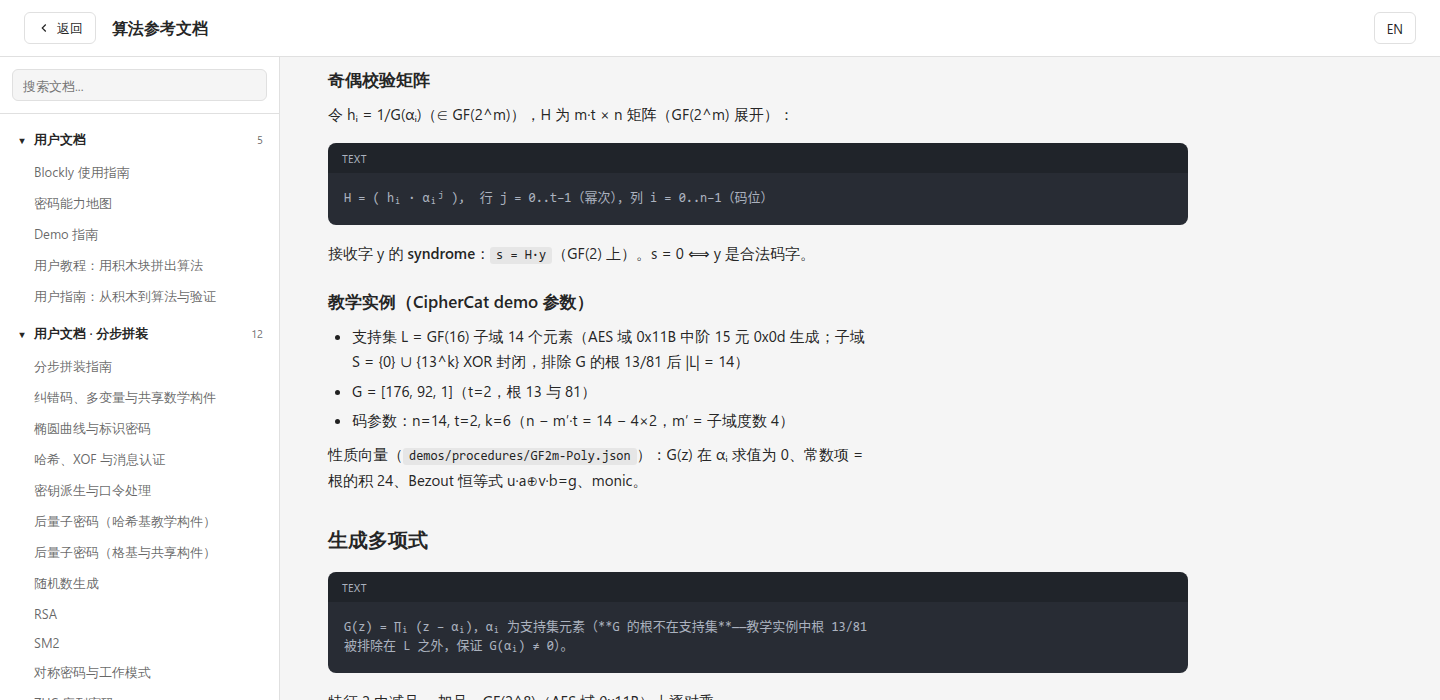 返回
算法参考文档
EN
搜索文档...
用户文档 5
Blockly 使用指南
密码能力地图
Demo 指南
用户教程：用积木块拼出算法
用户指南：从积木到算法与验证
用户文档 · 分步拼装 12
分步拼装指南
纠错码、多变量与共享数学构件
椭圆曲线与标识密码
哈希、XOF 与消息认证
密钥派生与口令处理
后量子密码（哈希基教学构件）
后量子密码（格基与共享构件）
随机数生成
RSA
SM2
对称密码与工作模式
奇偶校验矩阵
令 hᵢ = 1/G(αᵢ)（∈ GF(2^m)），H 为 m·t × n 矩阵（GF(2^m) 展开）：
TEXT
H = ( hᵢ · αᵢʲ ),  行 j = 0..t−1（幂次），列 i = 0..n−1（码位）
接收字 y 的 syndrome：s = H·y（GF(2) 上）。s = 0 ⟺ y 是合法码字。
教学实例（CipherCat demo 参数）
支持集 L = GF(16) 子域 14 个元素（AES 域 0x11B 中阶 15 元 0x0d 生成；子域
S = {0} ∪ {13^k} XOR 封闭，排除 G 的根 13/81 后 |L| = 14）
G = [176, 92, 1]（t=2，根 13 与 81）
码参数：n=14, t=2, k=6（n − m′·t = 14 − 4×2，m′ = 子域度数 4）
性质向量（demos/procedures/GF2m-Poly.json）：G(z) 在 αᵢ 求值为 0、常数项 =
根的积 24、Bezout 恒等式 u·a⊕v·b=g、monic。
生成多项式
TEXT
G(z) = ∏ᵢ (z − αᵢ)，αᵢ 为支持集元素（**G 的根不在支持集**——教学实例中根 13/81
被排除在 L 之外，保证 G(αᵢ) ≠ 0）。